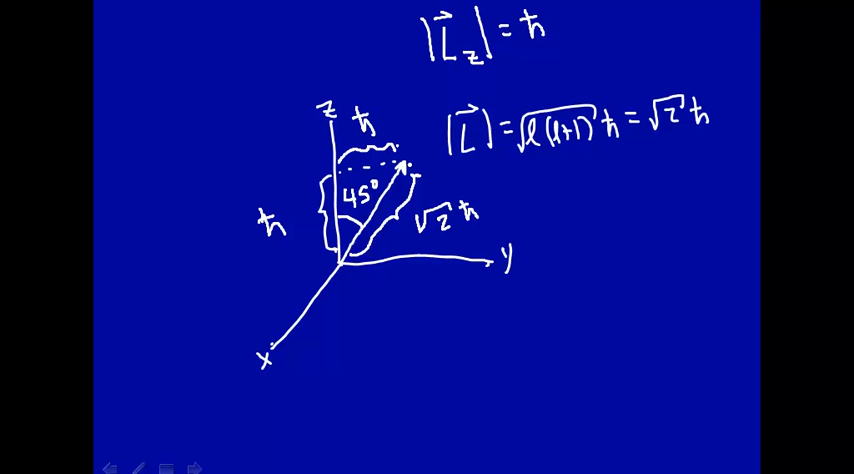 |L⃗z| = ħ
|L⃗| = √l(l+1) ħ = √2 ħ
z
ħ
45°
ħ
√2 ħ
y
x